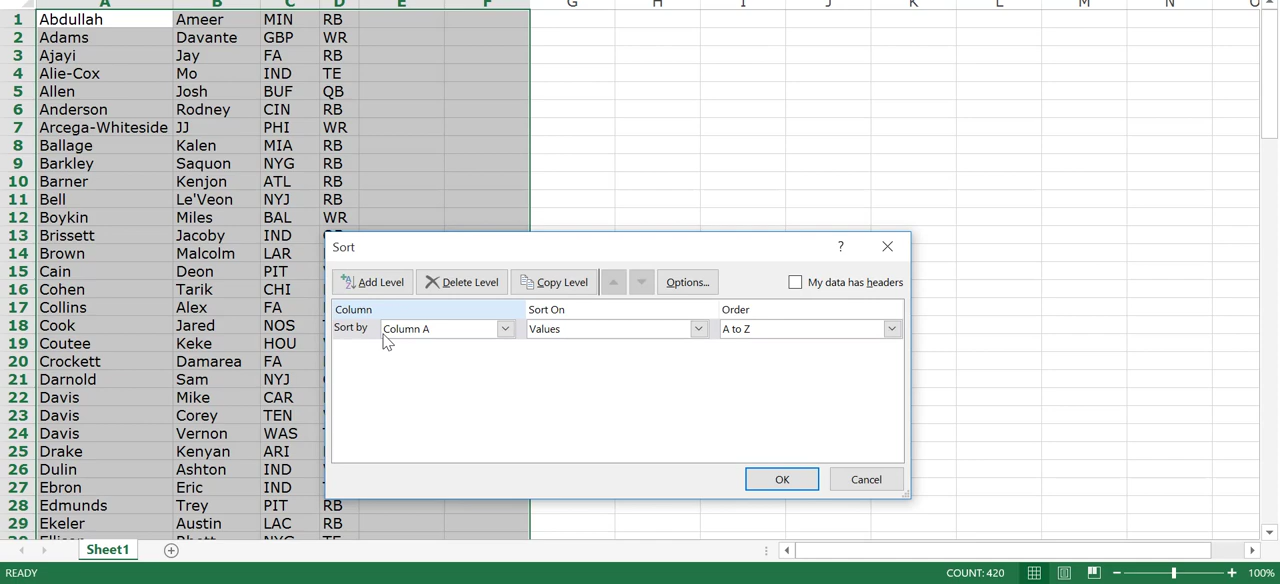 A B C D E F G H I J K L M N O
1 Abdullah Ameer MIN RB
2 Adams Davante GBP WR
3 Ajayi Jay FA RB
4 Alie-Cox Mo IND TE
5 Allen Josh BUF QB
6 Anderson Rodney CIN RB
7 Arcega-Whiteside JJ PHI WR
8 Ballage Kalen MIA RB
9 Barkley Saquon NYG RB
10 Barner Kenjon ATL RB
11 Bell Le'Veon NYJ RB
12 Boykin Miles BAL WR
13 Brissett Jacoby IND
14 Brown Malcolm LAR
15 Cain Deon PIT
16 Cohen Tarik CHI
17 Collins Alex FA
18 Cook Jared NOS
19 Coutee Keke HOU
20 Crockett Damarea FA
21 Darnold Sam NYJ
22 Davis Mike CAR
23 Davis Corey TEN
24 Davis Vernon WAS
25 Drake Kenyan ARI
26 Dulin Ashton IND
27 Ebron Eric IND
28 Edmunds Trey PIT RB
29 Ekeler Austin LAC RB
Sort ?
Add Level Delete Level Copy Level Options... My data has headers
Column Sort On Order
Sort by Column A Values A to Z
OK Cancel
Sheet1
READY COUNT: 420 100%